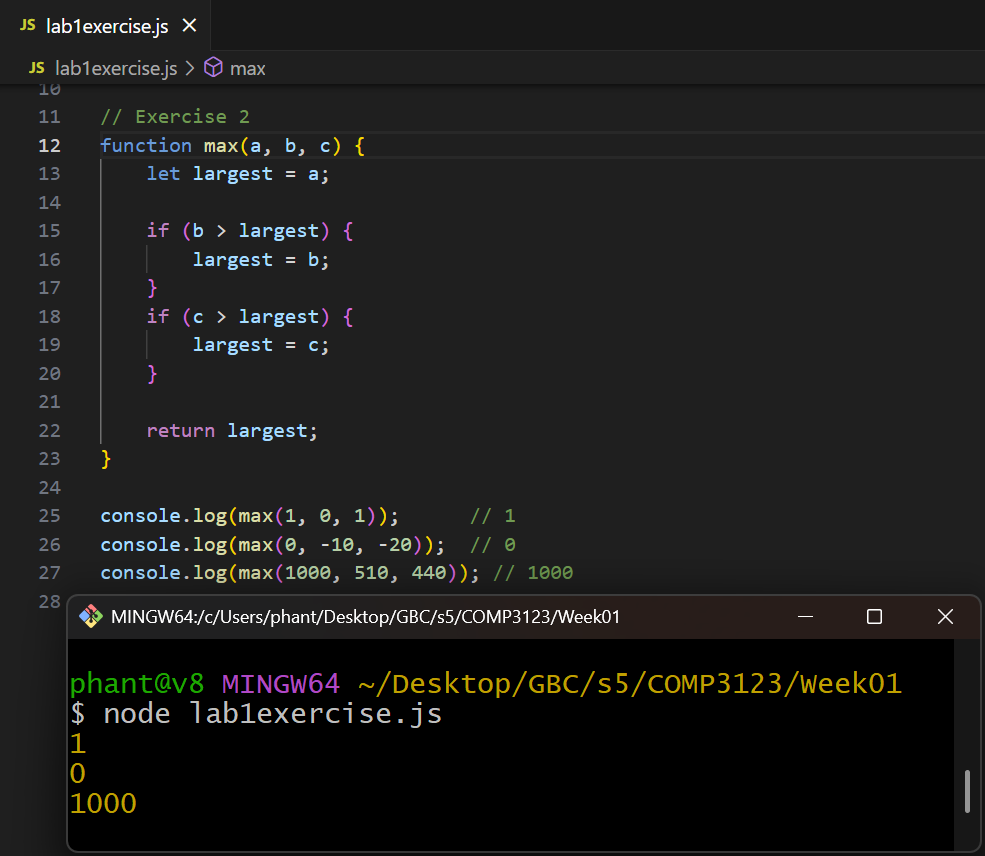 JS lab1exercise.js ×
JS lab1exercise.js > max
10
11 // Exercise 2
12 function max(a, b, c) {
13     let largest = a;
14
15     if (b > largest) {
16         largest = b;
17     }
18     if (c > largest) {
19         largest = c;
20     }
21
22     return largest;
23 }
24
25 console.log(max(1, 0, 1));      // 1
26 console.log(max(0, -10, -20));  // 0
27 console.log(max(1000, 510, 440)); // 1000
28
MINGW64:/c/Users/phant/Desktop/GBC/s5/COMP3123/Week01
phant@v8 MINGW64 ~/Desktop/GBC/s5/COMP3123/Week01
$ node lab1exercise.js
1
0
1000